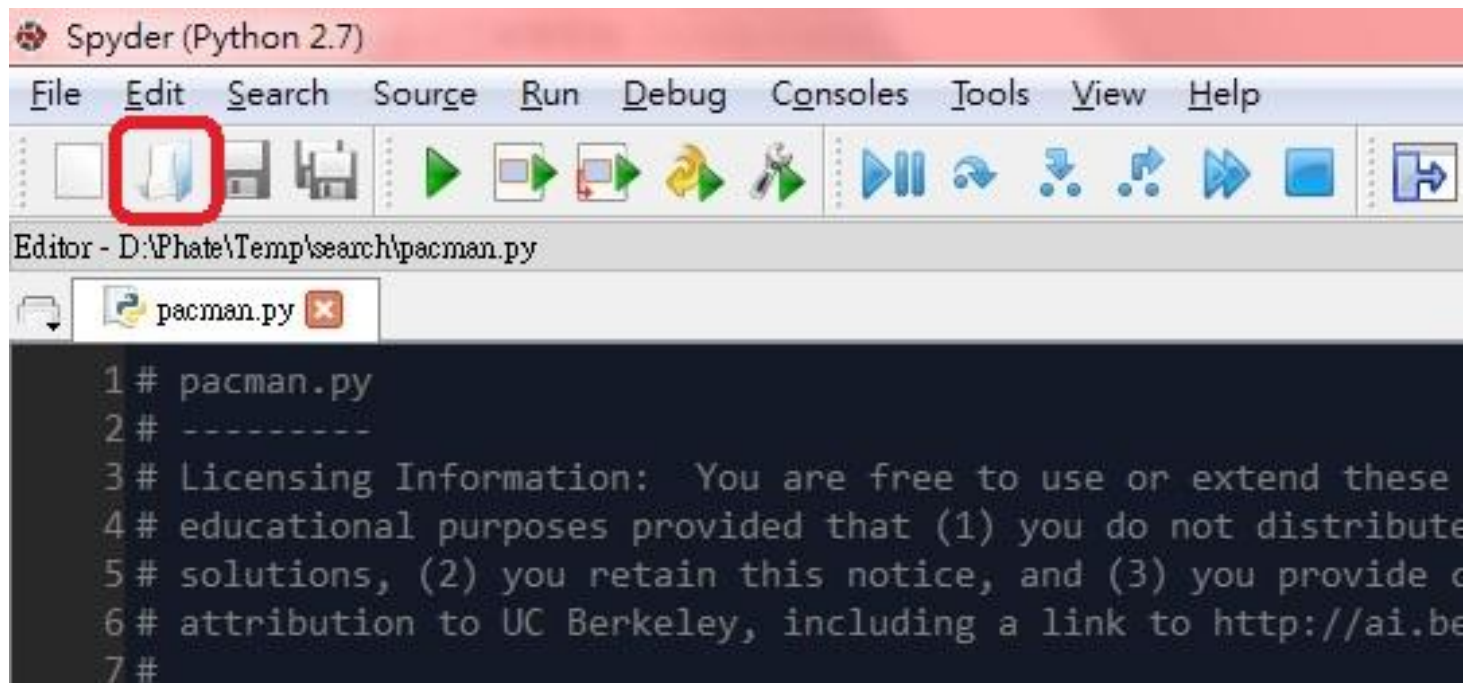 Spyder (Python 2.7)
File Edit Search Source Run Debug Consoles Tools View Help
Editor - D:\Phate\Temp\search\pacman.py
pacman.py
1 # pacman.py
2 # ---------
3 # Licensing Information:  You are free to use or extend these
4 # educational purposes provided that (1) you do not distribute
5 # solutions, (2) you retain this notice, and (3) you provide c
6 # attribution to UC Berkeley, including a link to http://ai.be
7 #